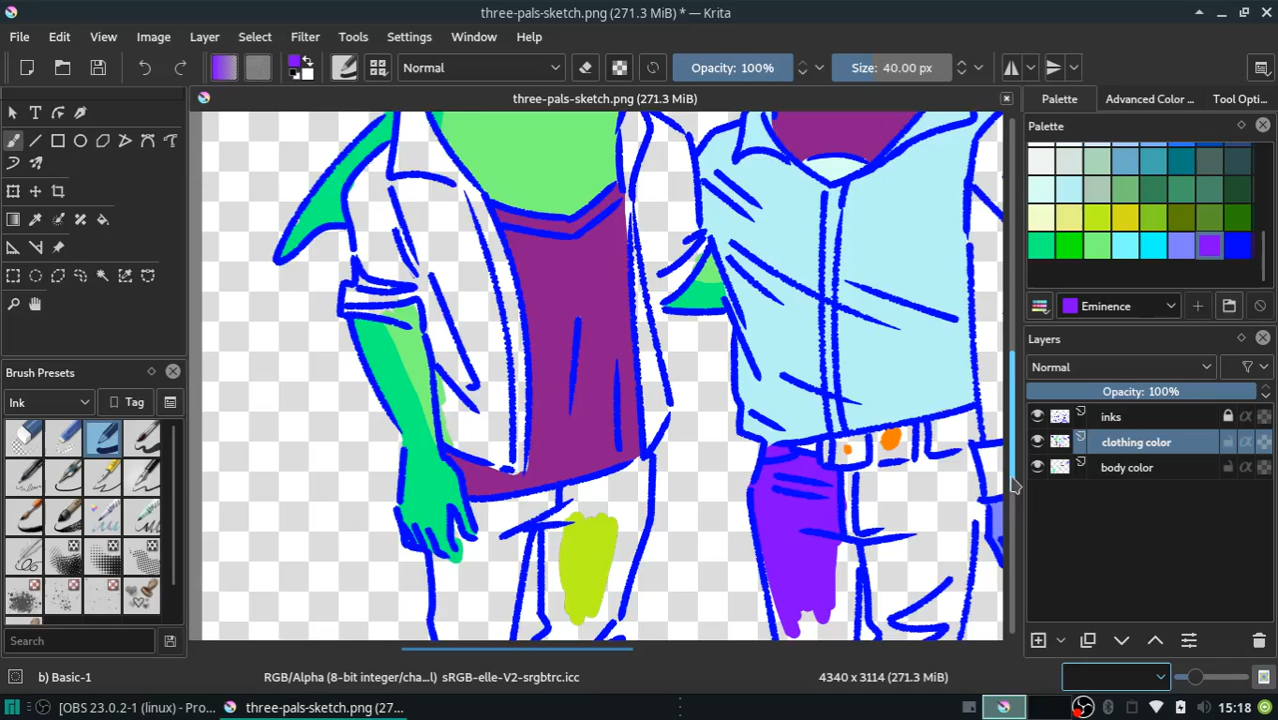 three-pals-sketch.png (271.3 MiB) * — Krita
File Edit View Image Layer Select Filter Tools Settings Window Help
Normal Opacity: 100% Size: 40.00 px
three-pals-sketch.png (271.3 MiB)
Palette Advanced Color ... Tool Opti...
Palette
Eminence
Layers
Normal
Opacity: 100%
inks
clothing color
body color
Brush Presets
Ink Tag
Search
b) Basic-1 RGB/Alpha (8-bit integer/cha...l) sRGB-elle-V2-srgbtrc.icc 4340 x 3114 (271.3 MiB)
[OBS 23.0.2-1 (linux) - Pro... three-pals-sketch.png (27... 15:18